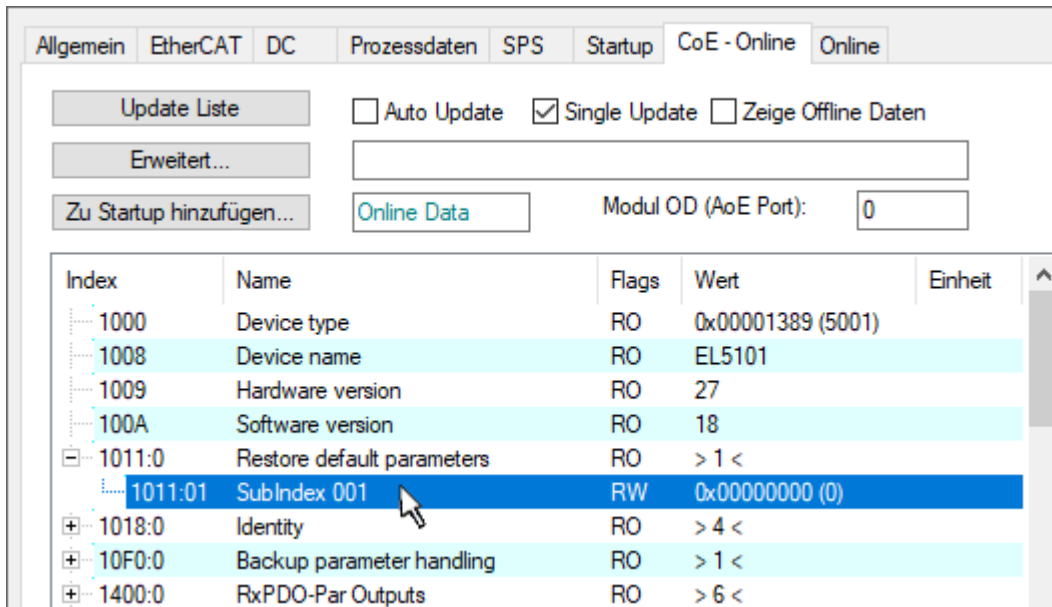 Allgemein EtherCAT DC Prozessdaten SPS Startup CoE - Online Online
Update Liste Auto Update Single Update Zeige Offline Daten
Erweitert...
Zu Startup hinzufügen... Online Data Modul OD (AoE Port): 0
Index Name Flags Wert Einheit
1000 Device type RO 0x00001389 (5001)
1008 Device name RO EL5101
1009 Hardware version RO 27
100A Software version RO 18
1011:0 Restore default parameters RO > 1 <
1011:01 SubIndex 001 RW 0x00000000 (0)
1018:0 Identity RO > 4 <
10F0:0 Backup parameter handling RO > 1 <
1400:0 RxPDO-Par Outputs RO > 6 <